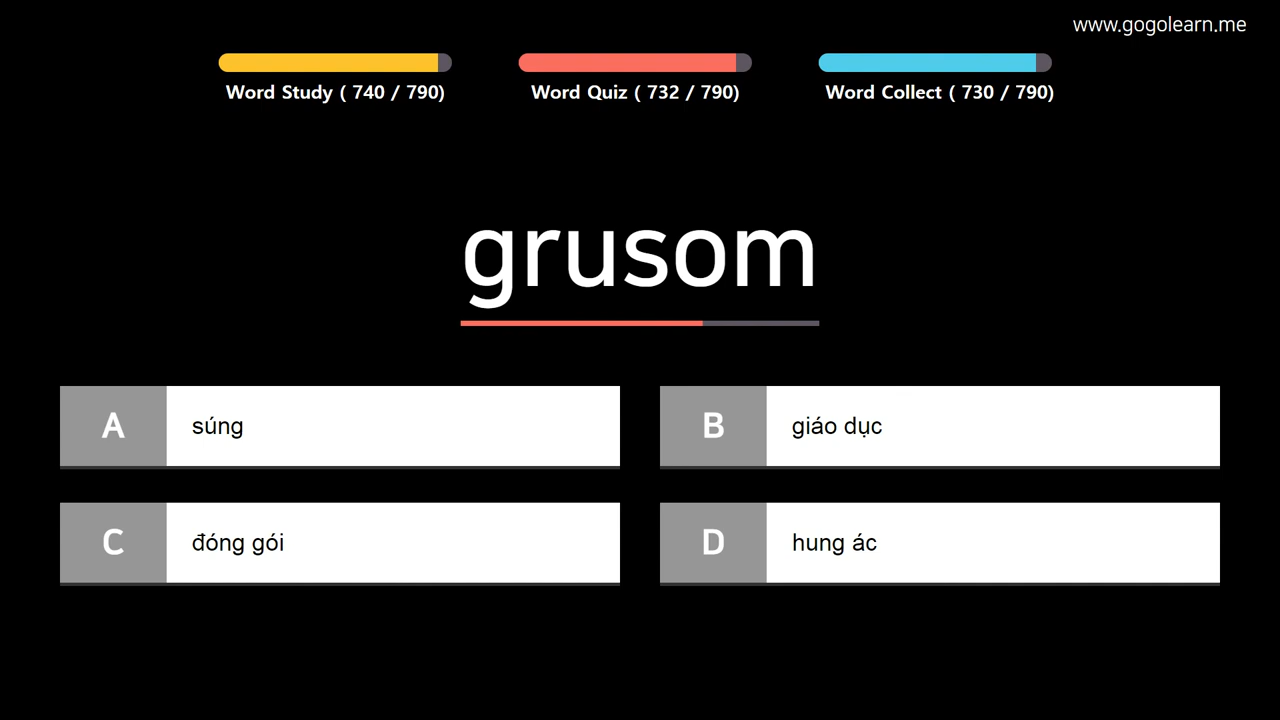 www.gogolearn.me
Word Study ( 740 / 790)
Word Quiz ( 732 / 790)
Word Collect ( 730 / 790)
grusom
A súng
B giáo dục
C đóng gói
D hung ác